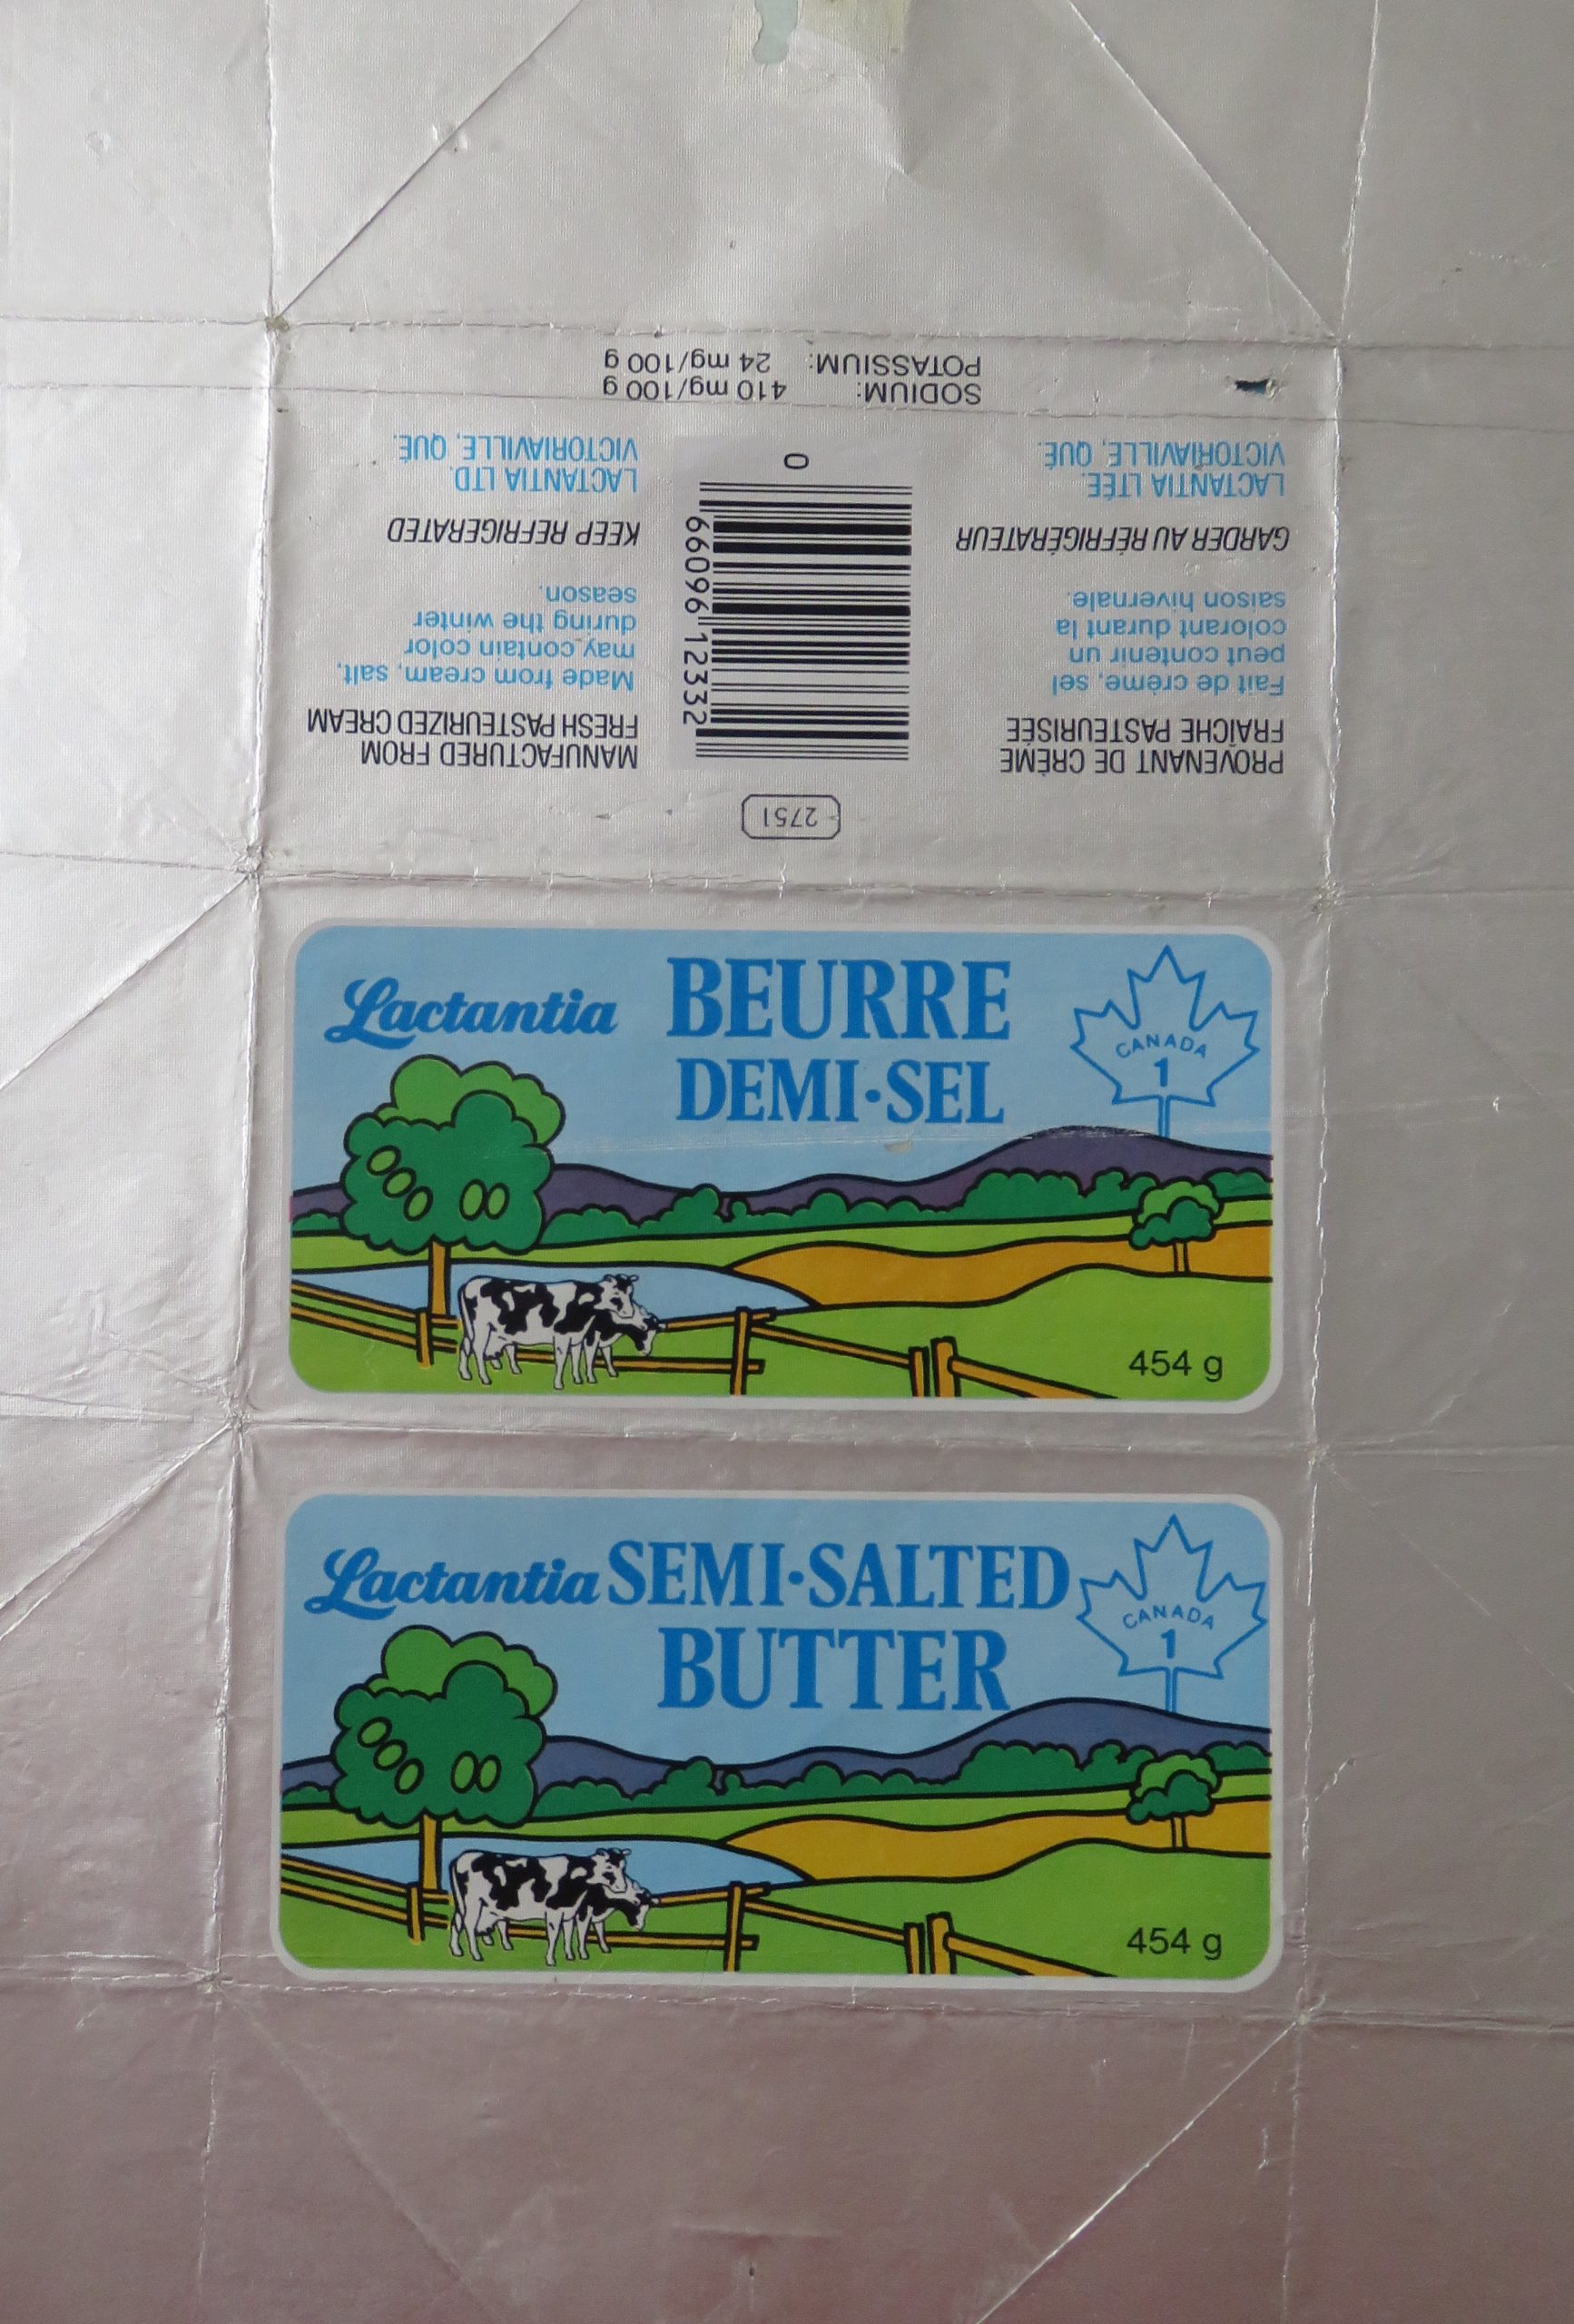 SODIUM: 410 mg/100 g
POTASSIUM: 24 mg/100 g
LACTANTIA LTÉE.
VICTORIAVILLE, QUÉ.
GARDER AU RÉFRIGÉRATEUR
Fait de crème, sel
peut contenir un
colorant durant la
saison hivernale.
PROVENANT DE CRÈME
FRAÎCHE PASTEURISÉE
0
66096 12332
LACTANTIA LTD.
VICTORIAVILLE, QUÉ.
KEEP REFRIGERATED
Made from cream, salt,
may contain color
during the winter
season.
MANUFACTURED FROM
FRESH PASTEURIZED CREAM
2751
Lactantia BEURRE
DEMI•SEL
CANADA
1
454 g
Lactantia SEMI•SALTED
BUTTER
CANADA
1
454 g